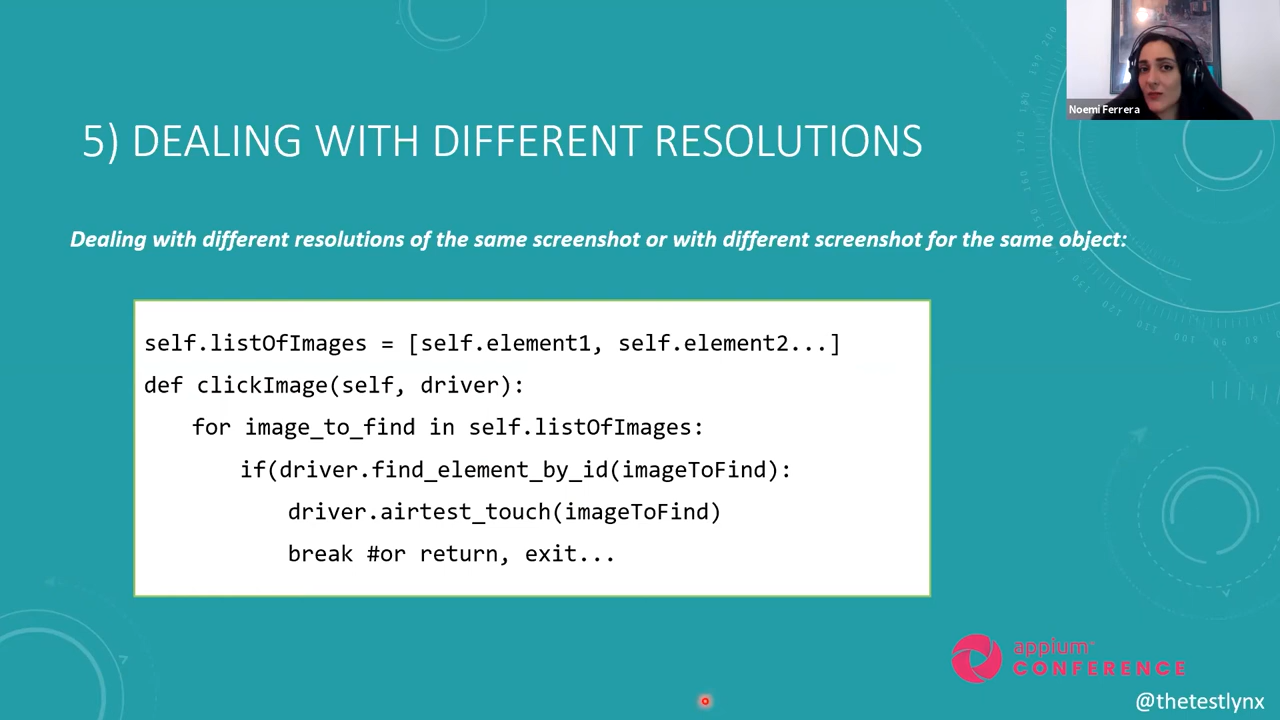 Noemi Ferrera
5) DEALING WITH DIFFERENT RESOLUTIONS
Dealing with different resolutions of the same screenshot or with different screenshot for the same object:
self.listOfImages = [self.element1, self.element2...]
def clickImage(self, driver):
for image_to_find in self.listOfImages:
if(driver.find_element_by_id(imageToFind):
driver.airtest_touch(imageToFind)
break #or return, exit...
appium™
CONFERENCE
@thetestlynx